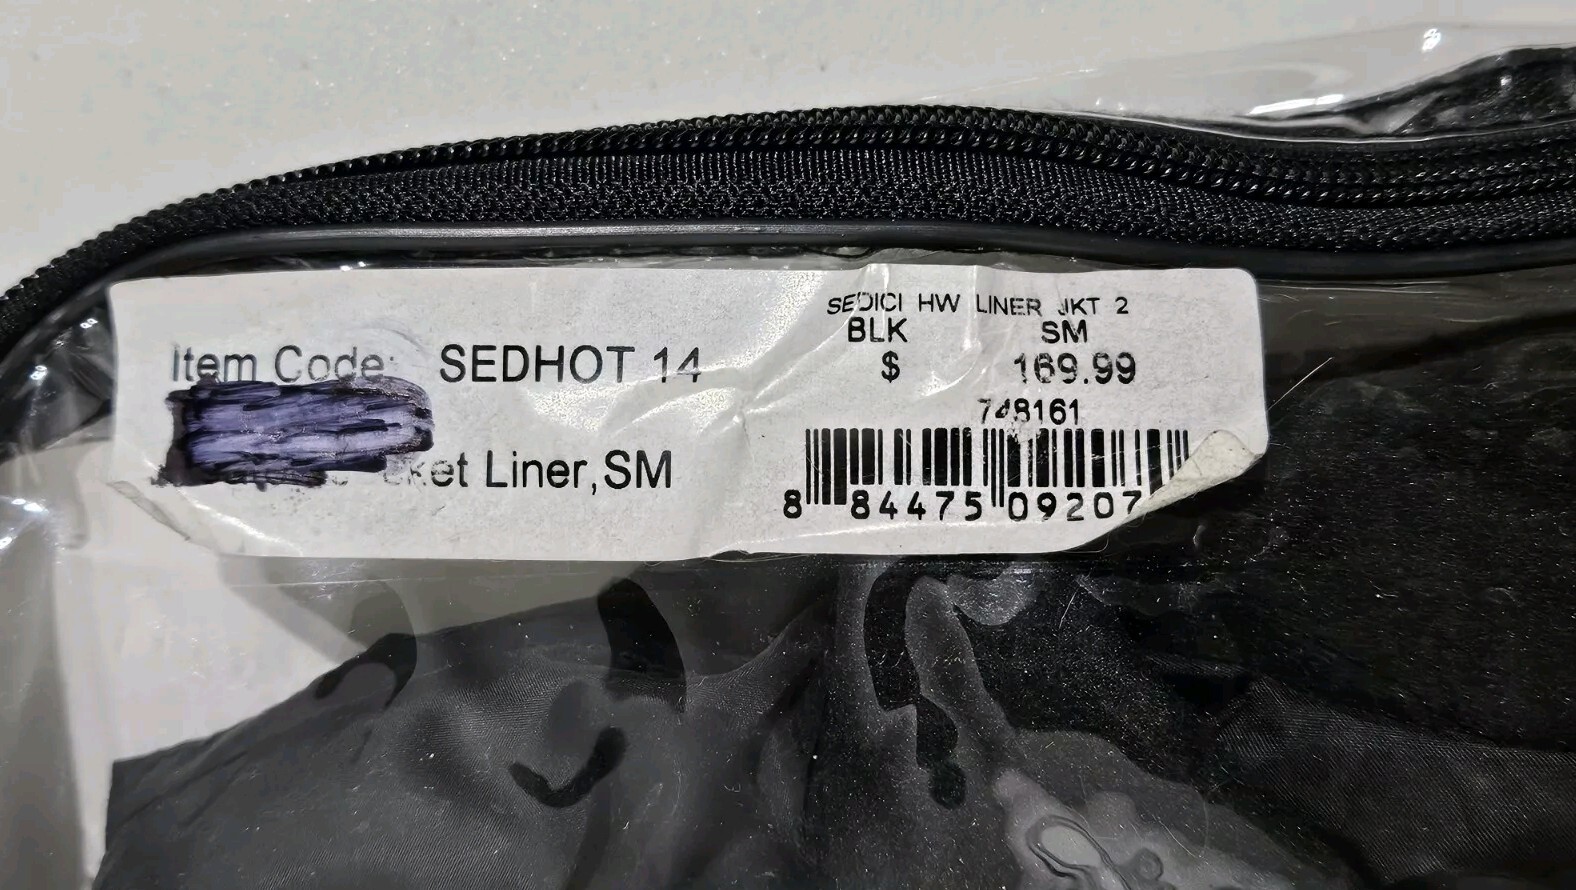 Item Code: SEDHOT 14
Liner,SM
SEDICI HW LINER JKT 2
BLK SM
$ 169.99
748161
8 84475 09207